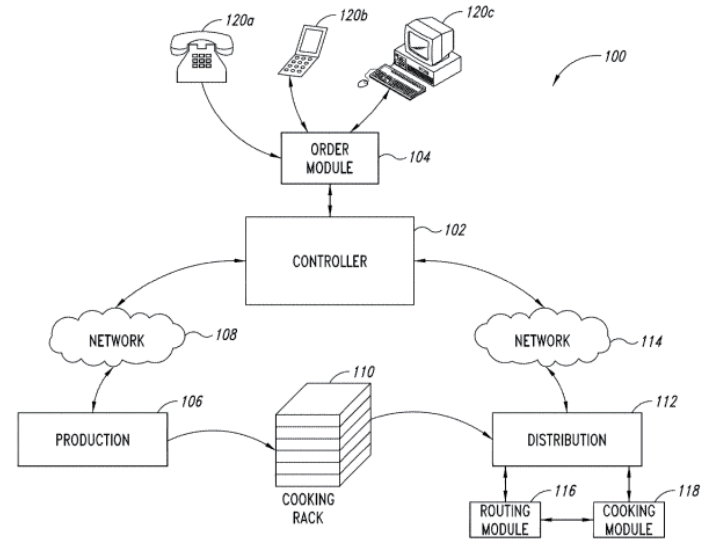 120a
120b
120c
100
ORDER
MODULE
104
CONTROLLER
102
NETWORK
108
NETWORK
114
PRODUCTION
106
110
COOKING
RACK
DISTRIBUTION
112
ROUTING
MODULE
116
COOKING
MODULE
118